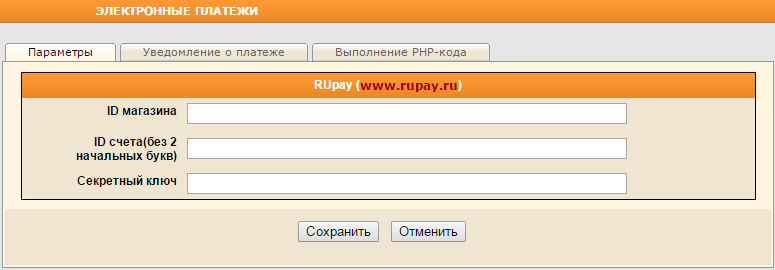 ЭЛЕКТРОННЫЕ ПЛАТЕЖИ
Параметры Уведомление о платеже Выполнение PHP-кода
RUpay (www.rupay.ru)
ID магазина
ID счета(без 2
начальных букв)
Секретный ключ
Сохранить Отменить